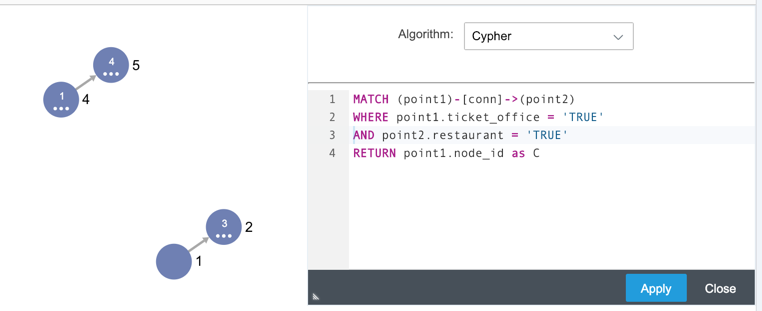 4
5
1
4
3
2
1
Algorithm: Cypher
1 MATCH (point1)-[conn]->(point2)
2 WHERE point1.ticket_office = 'TRUE'
3 AND point2.restaurant = 'TRUE'
4 RETURN point1.node_id as C
Apply Close